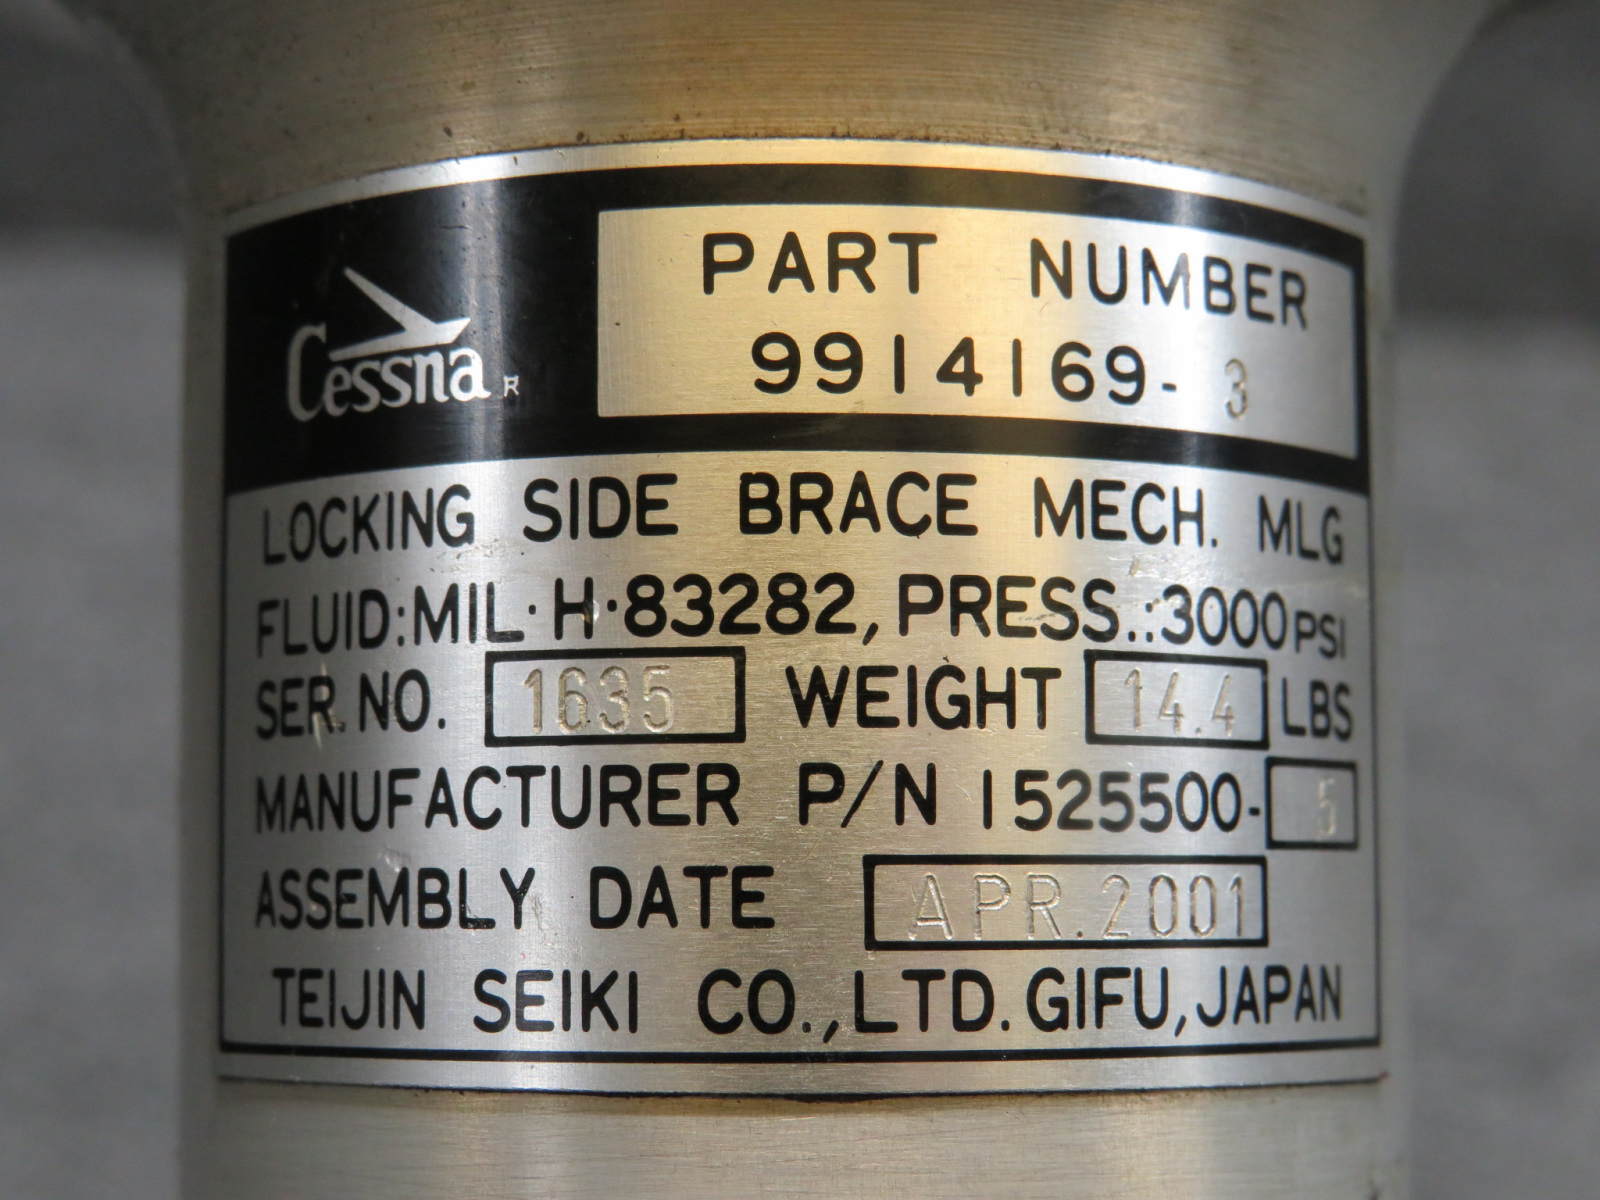 Cessna R
PART NUMBER
9914169-3
LOCKING SIDE BRACE MECH. MLG
FLUID:MIL·H·83282, PRESS.:3000PSI
SER. NO. 1635 WEIGHT 14.4 LBS
MANUFACTURER P/N 1525500-5
ASSEMBLY DATE APR.2001
TEIJIN SEIKI CO.,LTD. GIFU, JAPAN